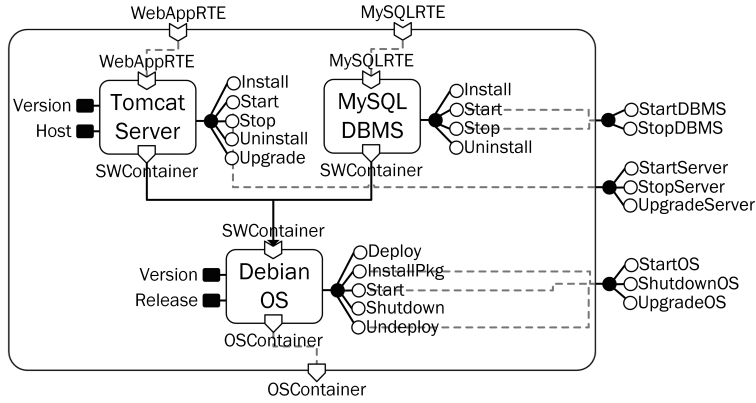 WebAppRTE
MySQLRTE
WebAppRTE
MySQLRTE
Version
Host
Tomcat
Server
Install
Start
Stop
Uninstall
Upgrade
MySQL
DBMS
Install
Start
Stop
Uninstall
StartDBMS
StopDBMS
SWContainer
SWContainer
StartServer
StopServer
UpgradeServer
SWContainer
Version
Release
Debian
OS
Deploy
InstallPkg
Start
Shutdown
Undeploy
StartOS
ShutdownOS
UpgradeOS
OSContainer
OSContainer